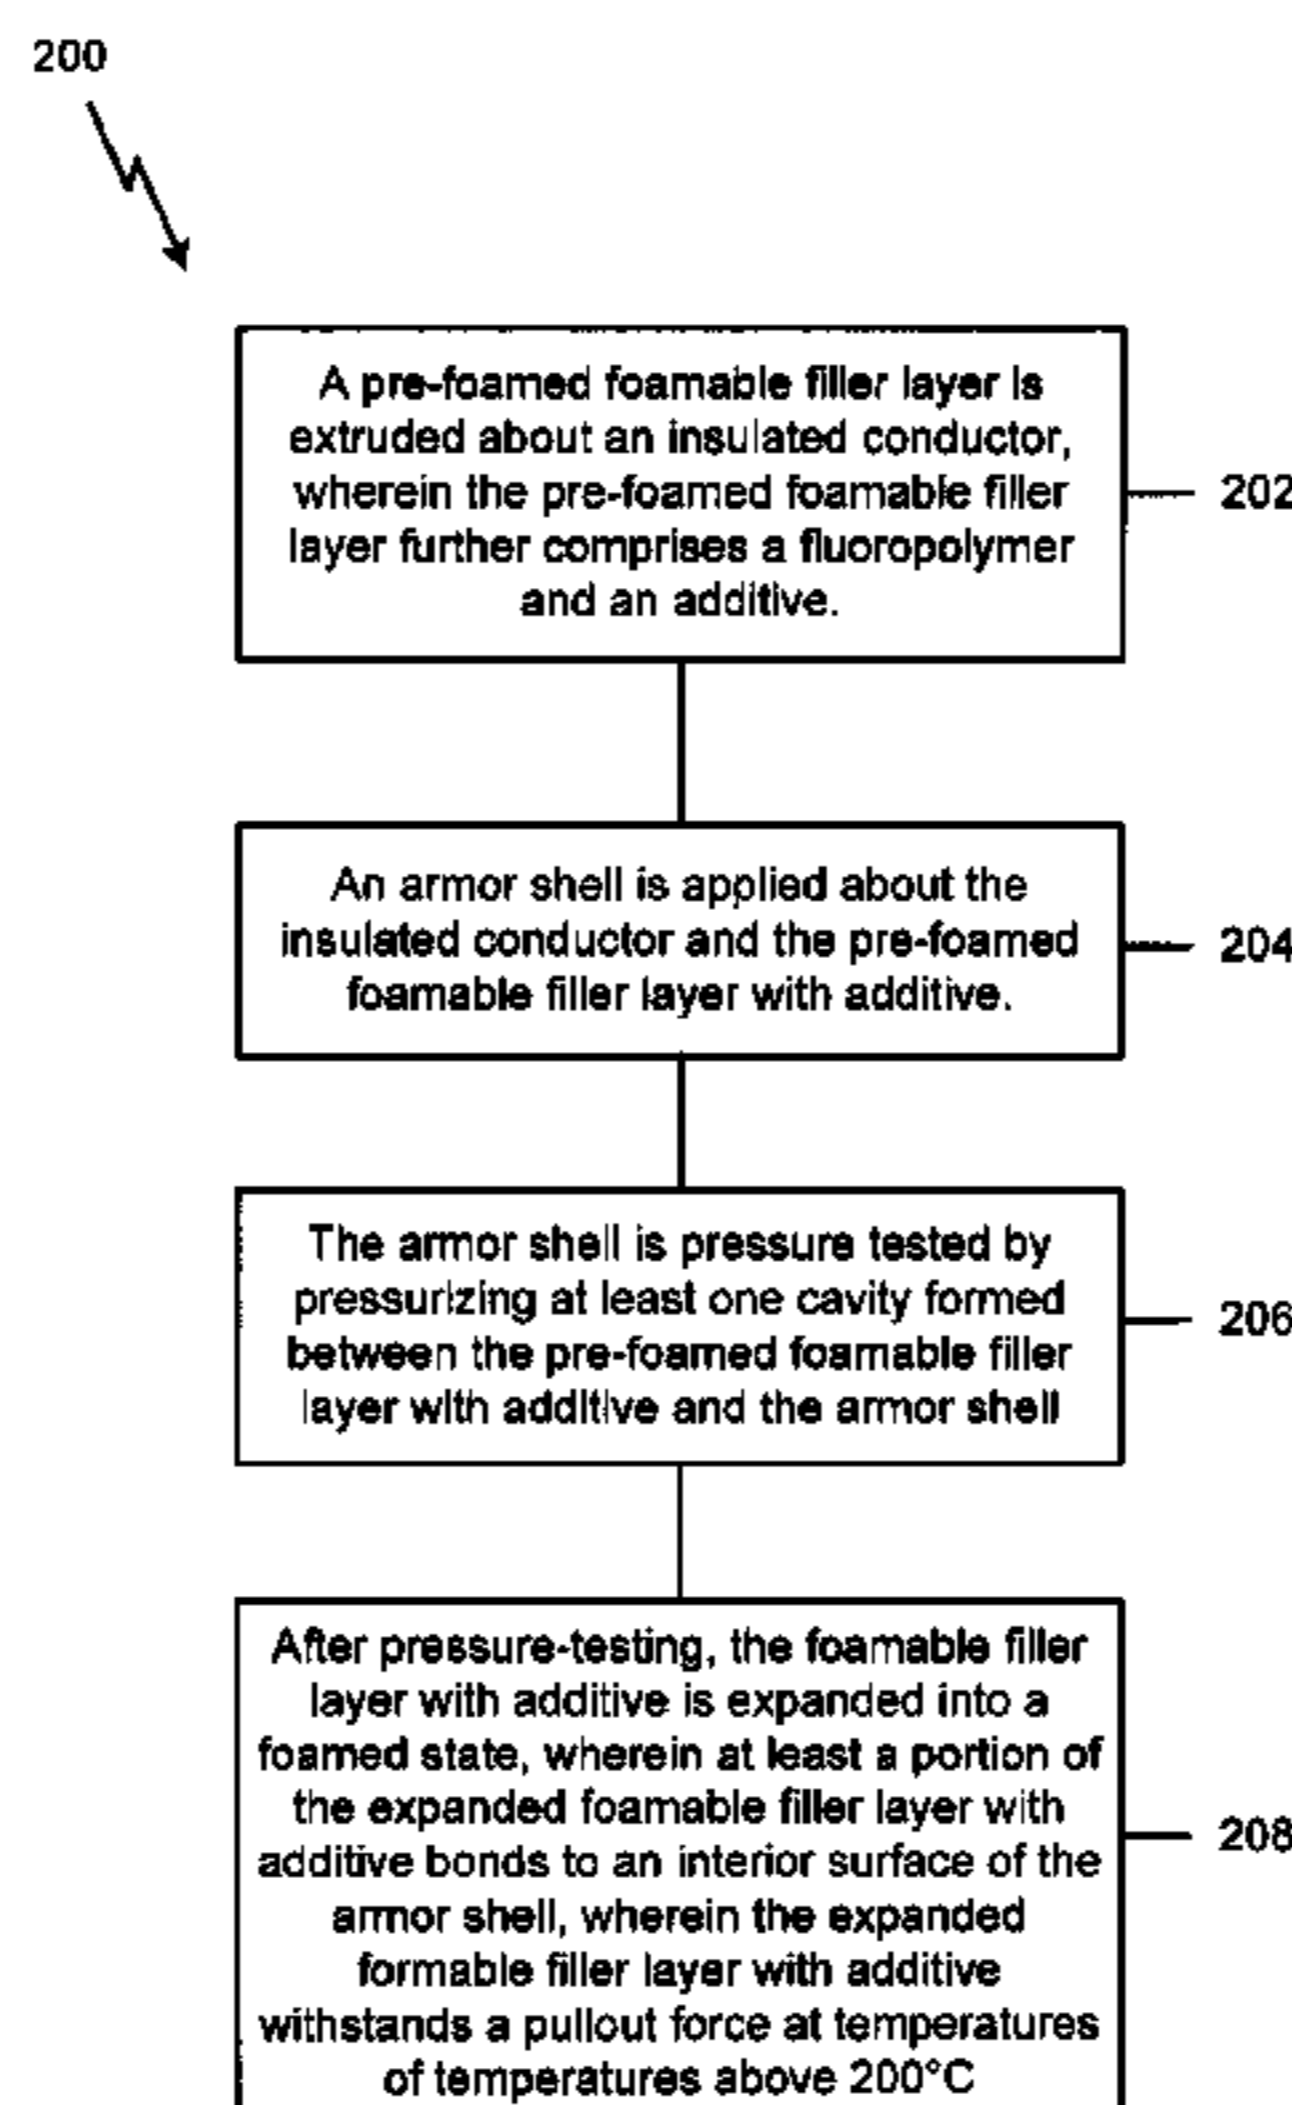 200
A pre-foamed foamable filler layer is
extruded about an insulated conductor,
wherein the pre-foamed foamable filler
layer further comprises a fluoropolymer
and an additive.
202
An armor shell is applied about the
insulated conductor and the pre-foamed
foamable filler layer with additive.
204
The armor shell is pressure tested by
pressurizing at least one cavity formed
between the pre-foamed foamable filler
layer with additive and the armor shell
206
After pressure-testing, the foamable filler
layer with additive is expanded into a
foamed state, wherein at least a portion of
the expanded foamable filler layer with
additive bonds to an interior surface of the
armor shell, wherein the expanded
formable filler layer with additive
withstands a pullout force at temperatures
of temperatures above 200°C
208